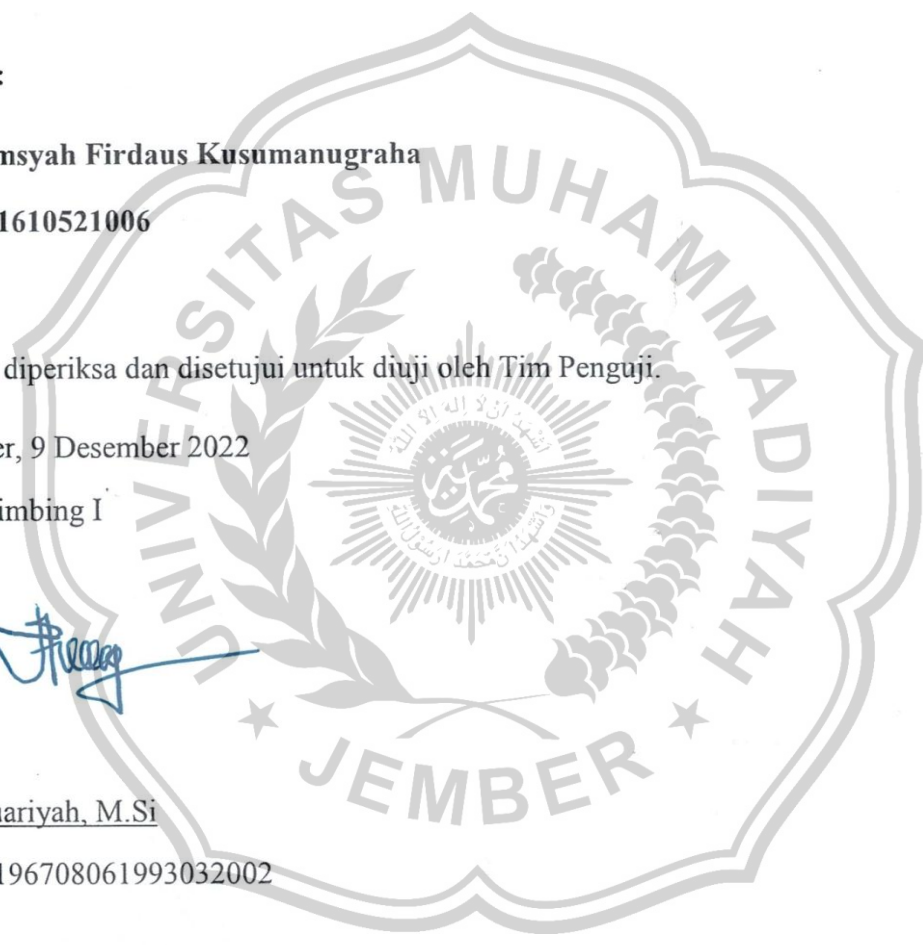 :
msyah Firdaus Kusumanugraha
1610521006
diperiksa dan disetujui untuk diuji oleh Tim Penguji.
er, 9 Desember 2022
imbing I
ariyah, M.Si
196708061993032002
UNIVERSITAS MUHAMMADIYAH
JEMBER